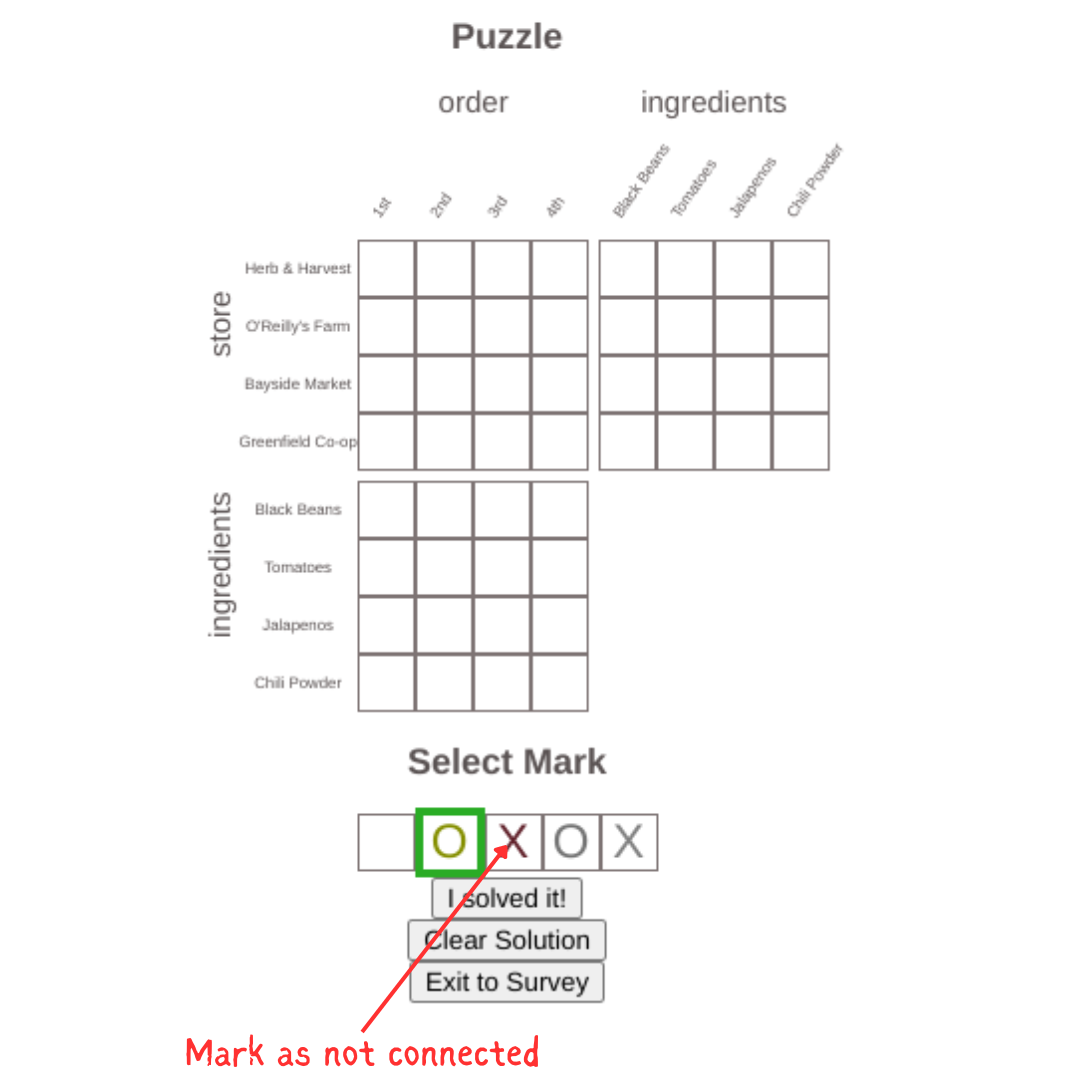 Puzzle
order ingredients
1st 2nd 3rd 4th Black Beans Tomatoes Jalapenos Chili Powder
store
Herb & Harvest
O'Reilly's Farm
Bayside Market
Greenfield Co-op
ingredients
Black Beans
Tomatoes
Jalapenos
Chili Powder
Select Mark
O X O X
I solved it!
Clear Solution
Exit to Survey
Mark as not connected